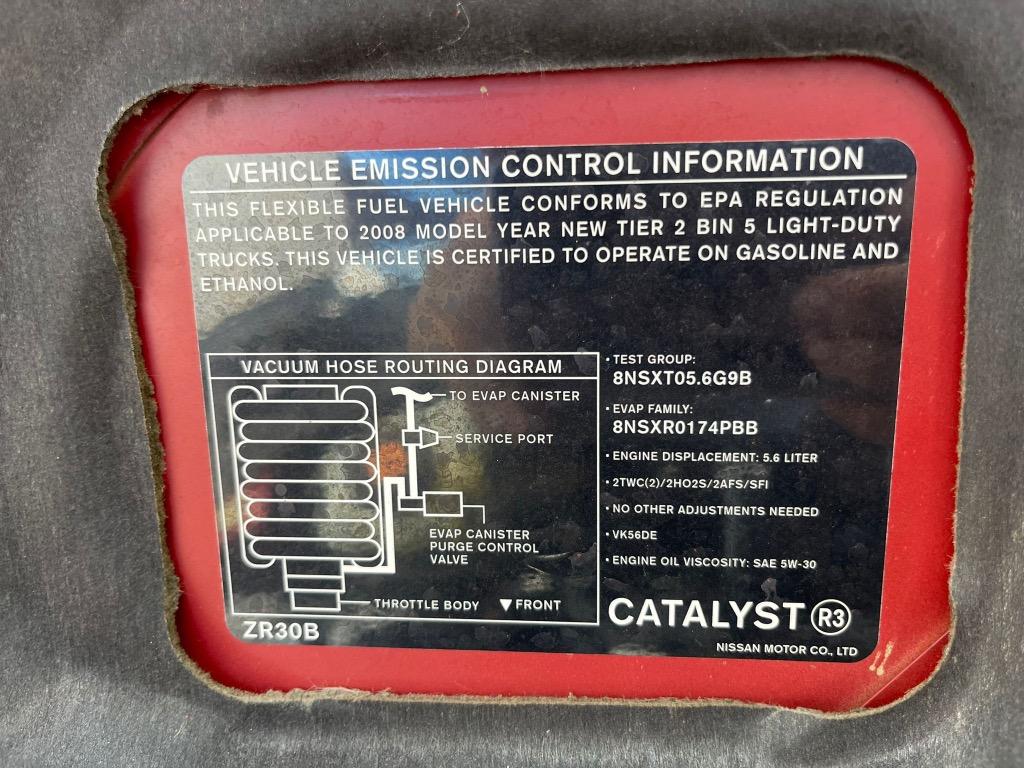 VEHICLE EMISSION CONTROL INFORMATION
THIS FLEXIBLE FUEL VEHICLE CONFORMS TO EPA REGULATION
APPLICABLE TO 2008 MODEL YEAR NEW TIER 2 BIN 5 LIGHT-DUTY
TRUCKS. THIS VEHICLE IS CERTIFIED TO OPERATE ON GASOLINE AND
ETHANOL.
VACUUM HOSE ROUTING DIAGRAM
TO EVAP CANISTER
SERVICE PORT
EVAP CANISTER
PURGE CONTROL
VALVE
THROTTLE BODY ▼FRONT
ZR30B
• TEST GROUP:
8NSXT05.6G9B
• EVAP FAMILY:
8NSXR0174PBB
• ENGINE DISPLACEMENT: 5.6 LITER
• 2TWC(2)/2HO2S/2AFS/SFI
• NO OTHER ADJUSTMENTS NEEDED
• VK56DE
• ENGINE OIL VISCOSITY: SAE 5W-30
CATALYST R3
NISSAN MOTOR CO., LTD